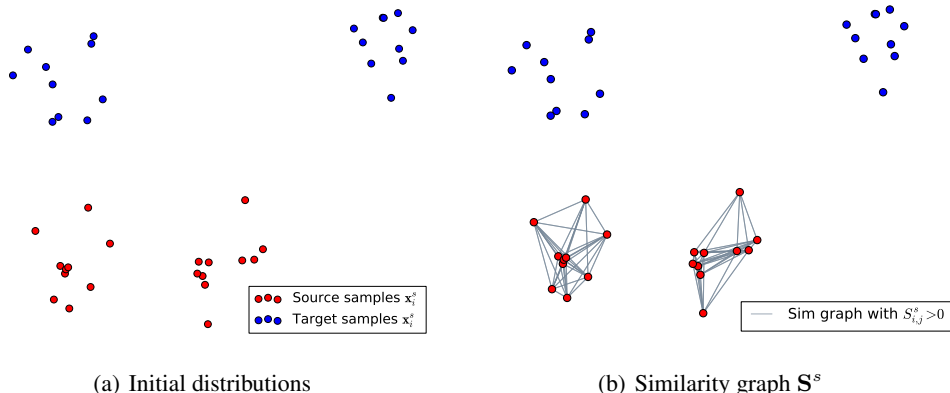 Source samples x_i^s
Target samples x_i^s
Sim graph with S_{i,j}^s >0
(a) Initial distributions
(b) Similarity graph S^s